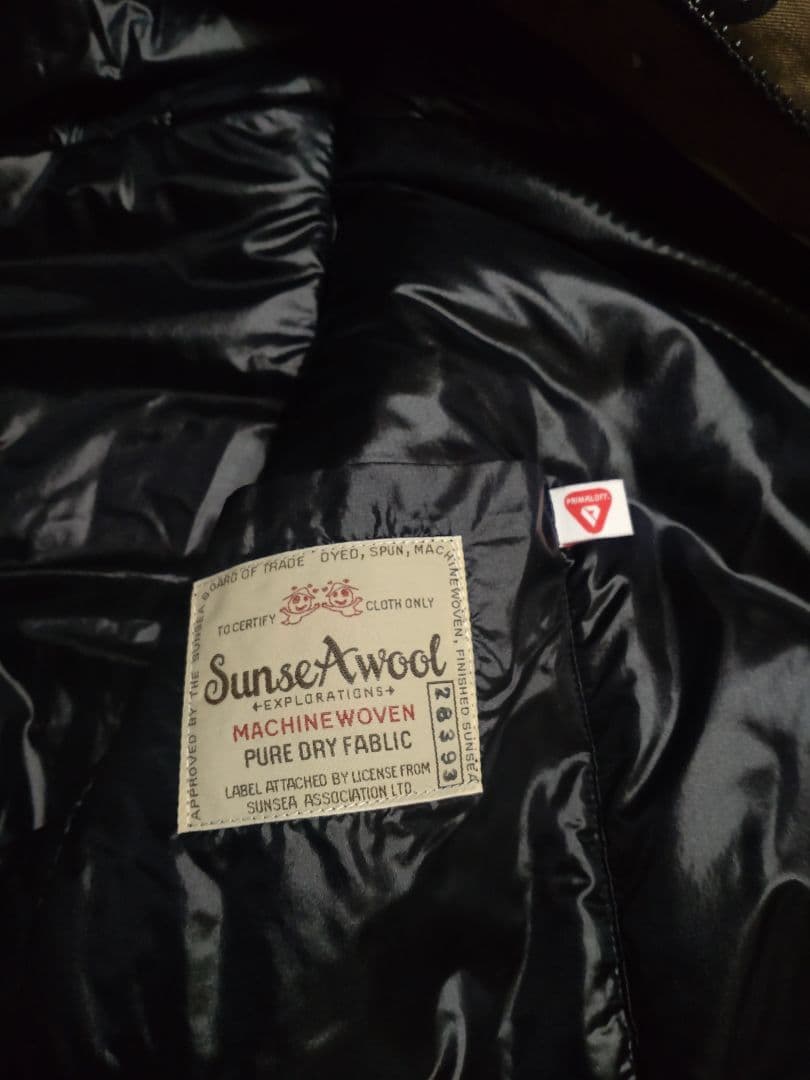 APPROVED BY THE SUNSEA BOARD OF TRADE DYED, SPUN, MACHINEWOVEN, FINISHED SUNSEA
TO CERTIFY CLOTH ONLY
SunseAwool
EXPLORATIONS
MACHINEWOVEN
PURE DRY FABLIC
LABEL ATTACHED BY LICENSE FROM
SUNSEA ASSOCIATION LTD.
28393
PRIMALOFT